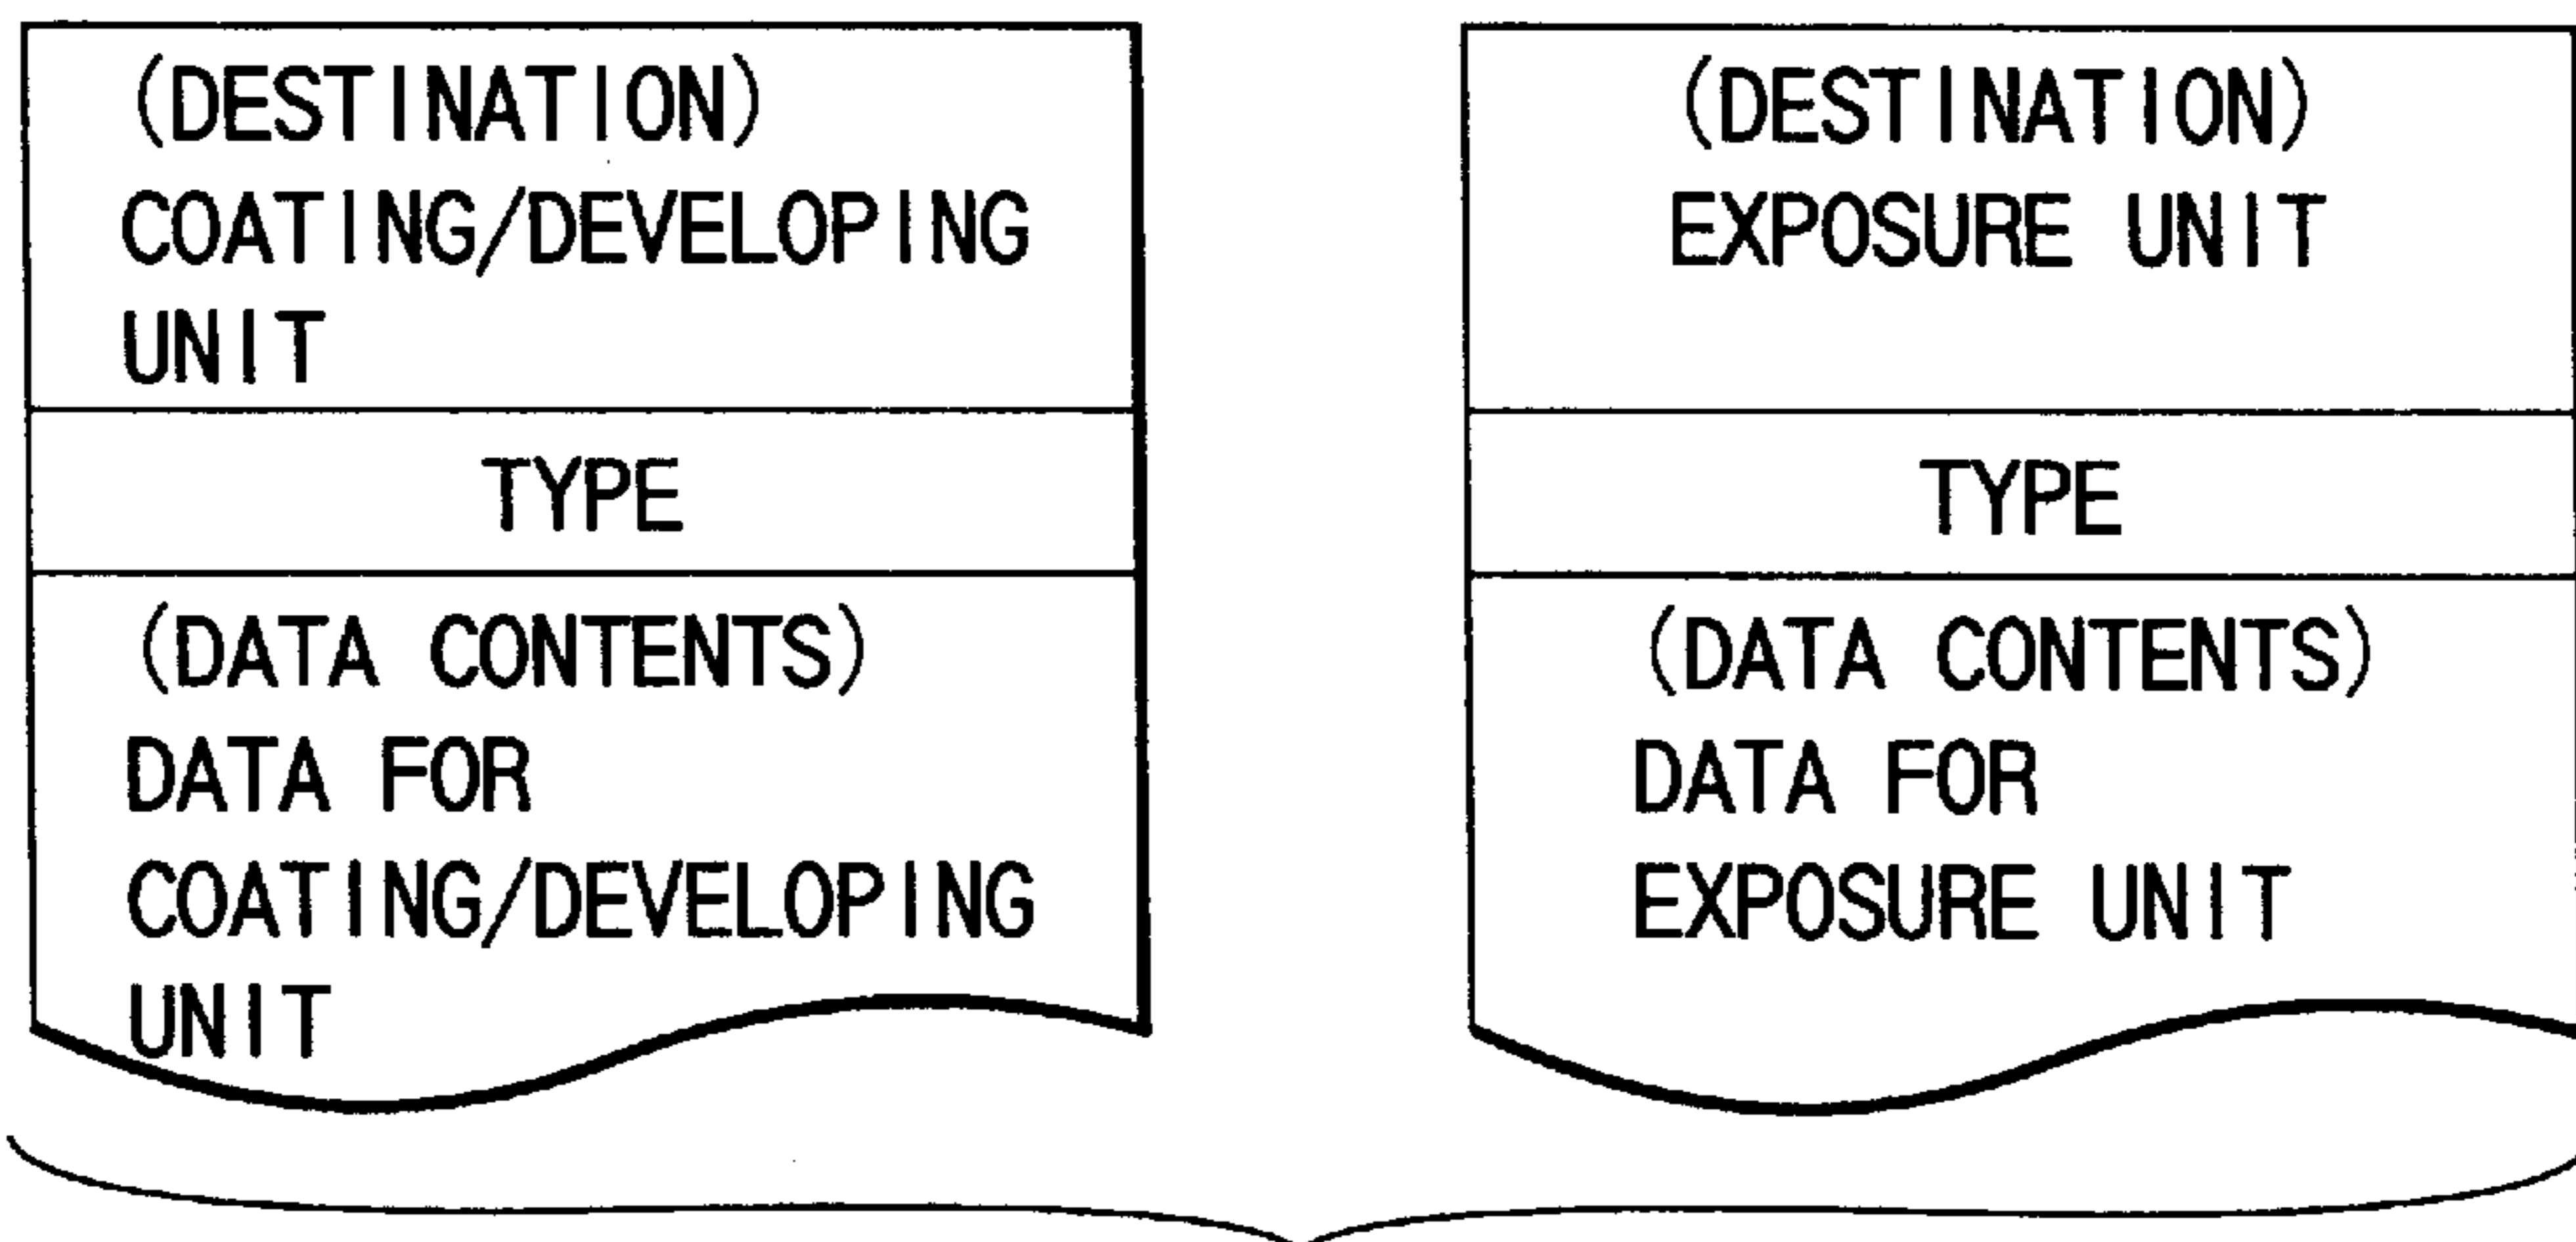 (DESTINATION)
COATING/DEVELOPING
UNIT
TYPE
(DATA CONTENTS)
DATA FOR
COATING/DEVELOPING
UNIT
(DESTINATION)
EXPOSURE UNIT
TYPE
(DATA CONTENTS)
DATA FOR
EXPOSURE UNIT